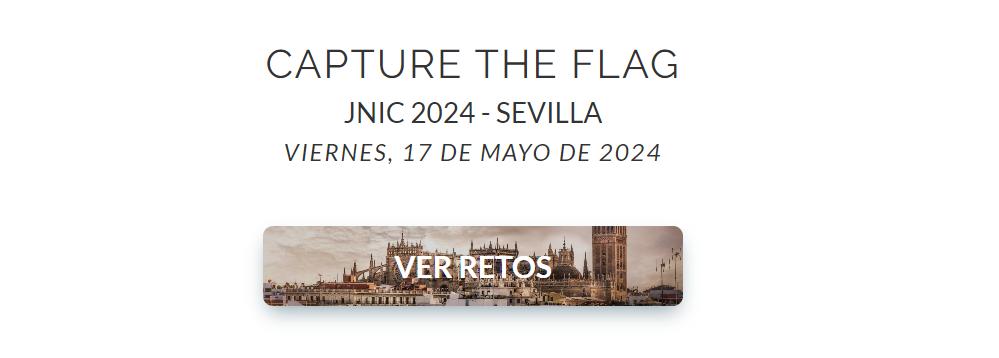 CAPTURE THE FLAG
JNIC 2024 - SEVILLA
VIERNES, 17 DE MAYO DE 2024
VER RETOS